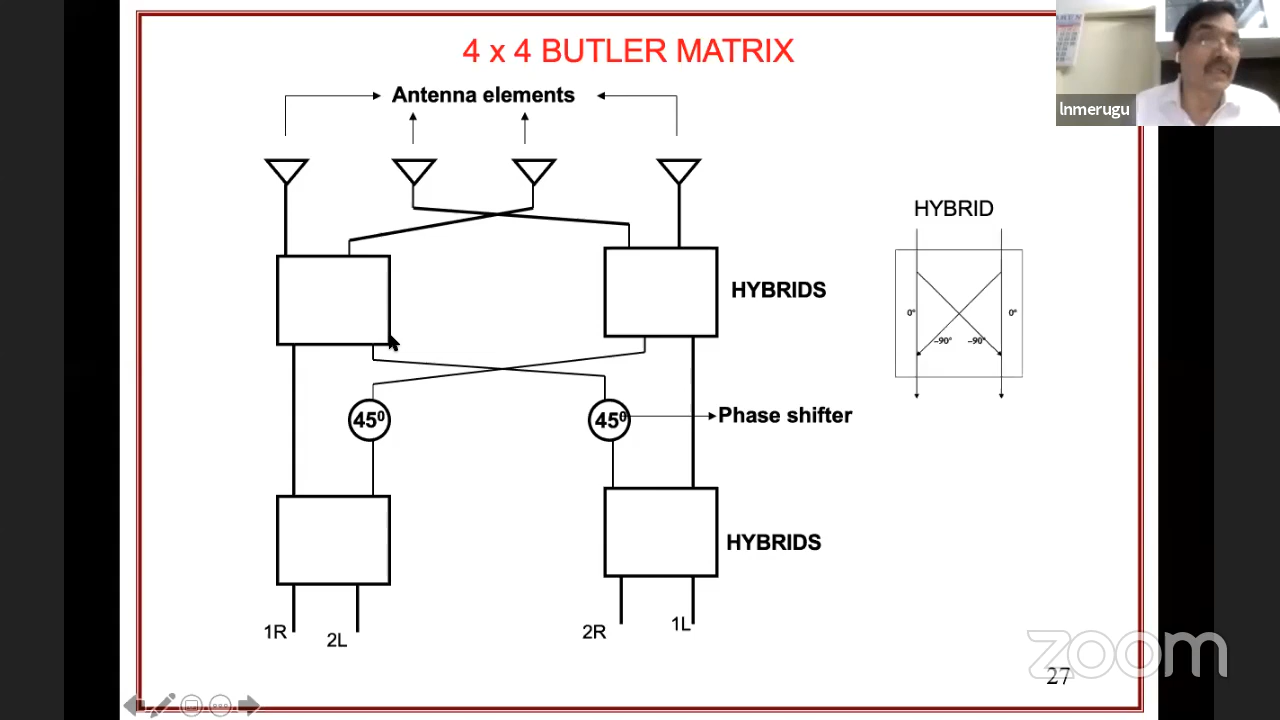 4 x 4 BUTLER MATRIX
lnmerugu
Antenna elements
HYBRID
HYBRIDS
0°
0°
–90°
–90°
45⁰
45⁰
Phase shifter
HYBRIDS
1R
2L
2R
1L
zoom
27